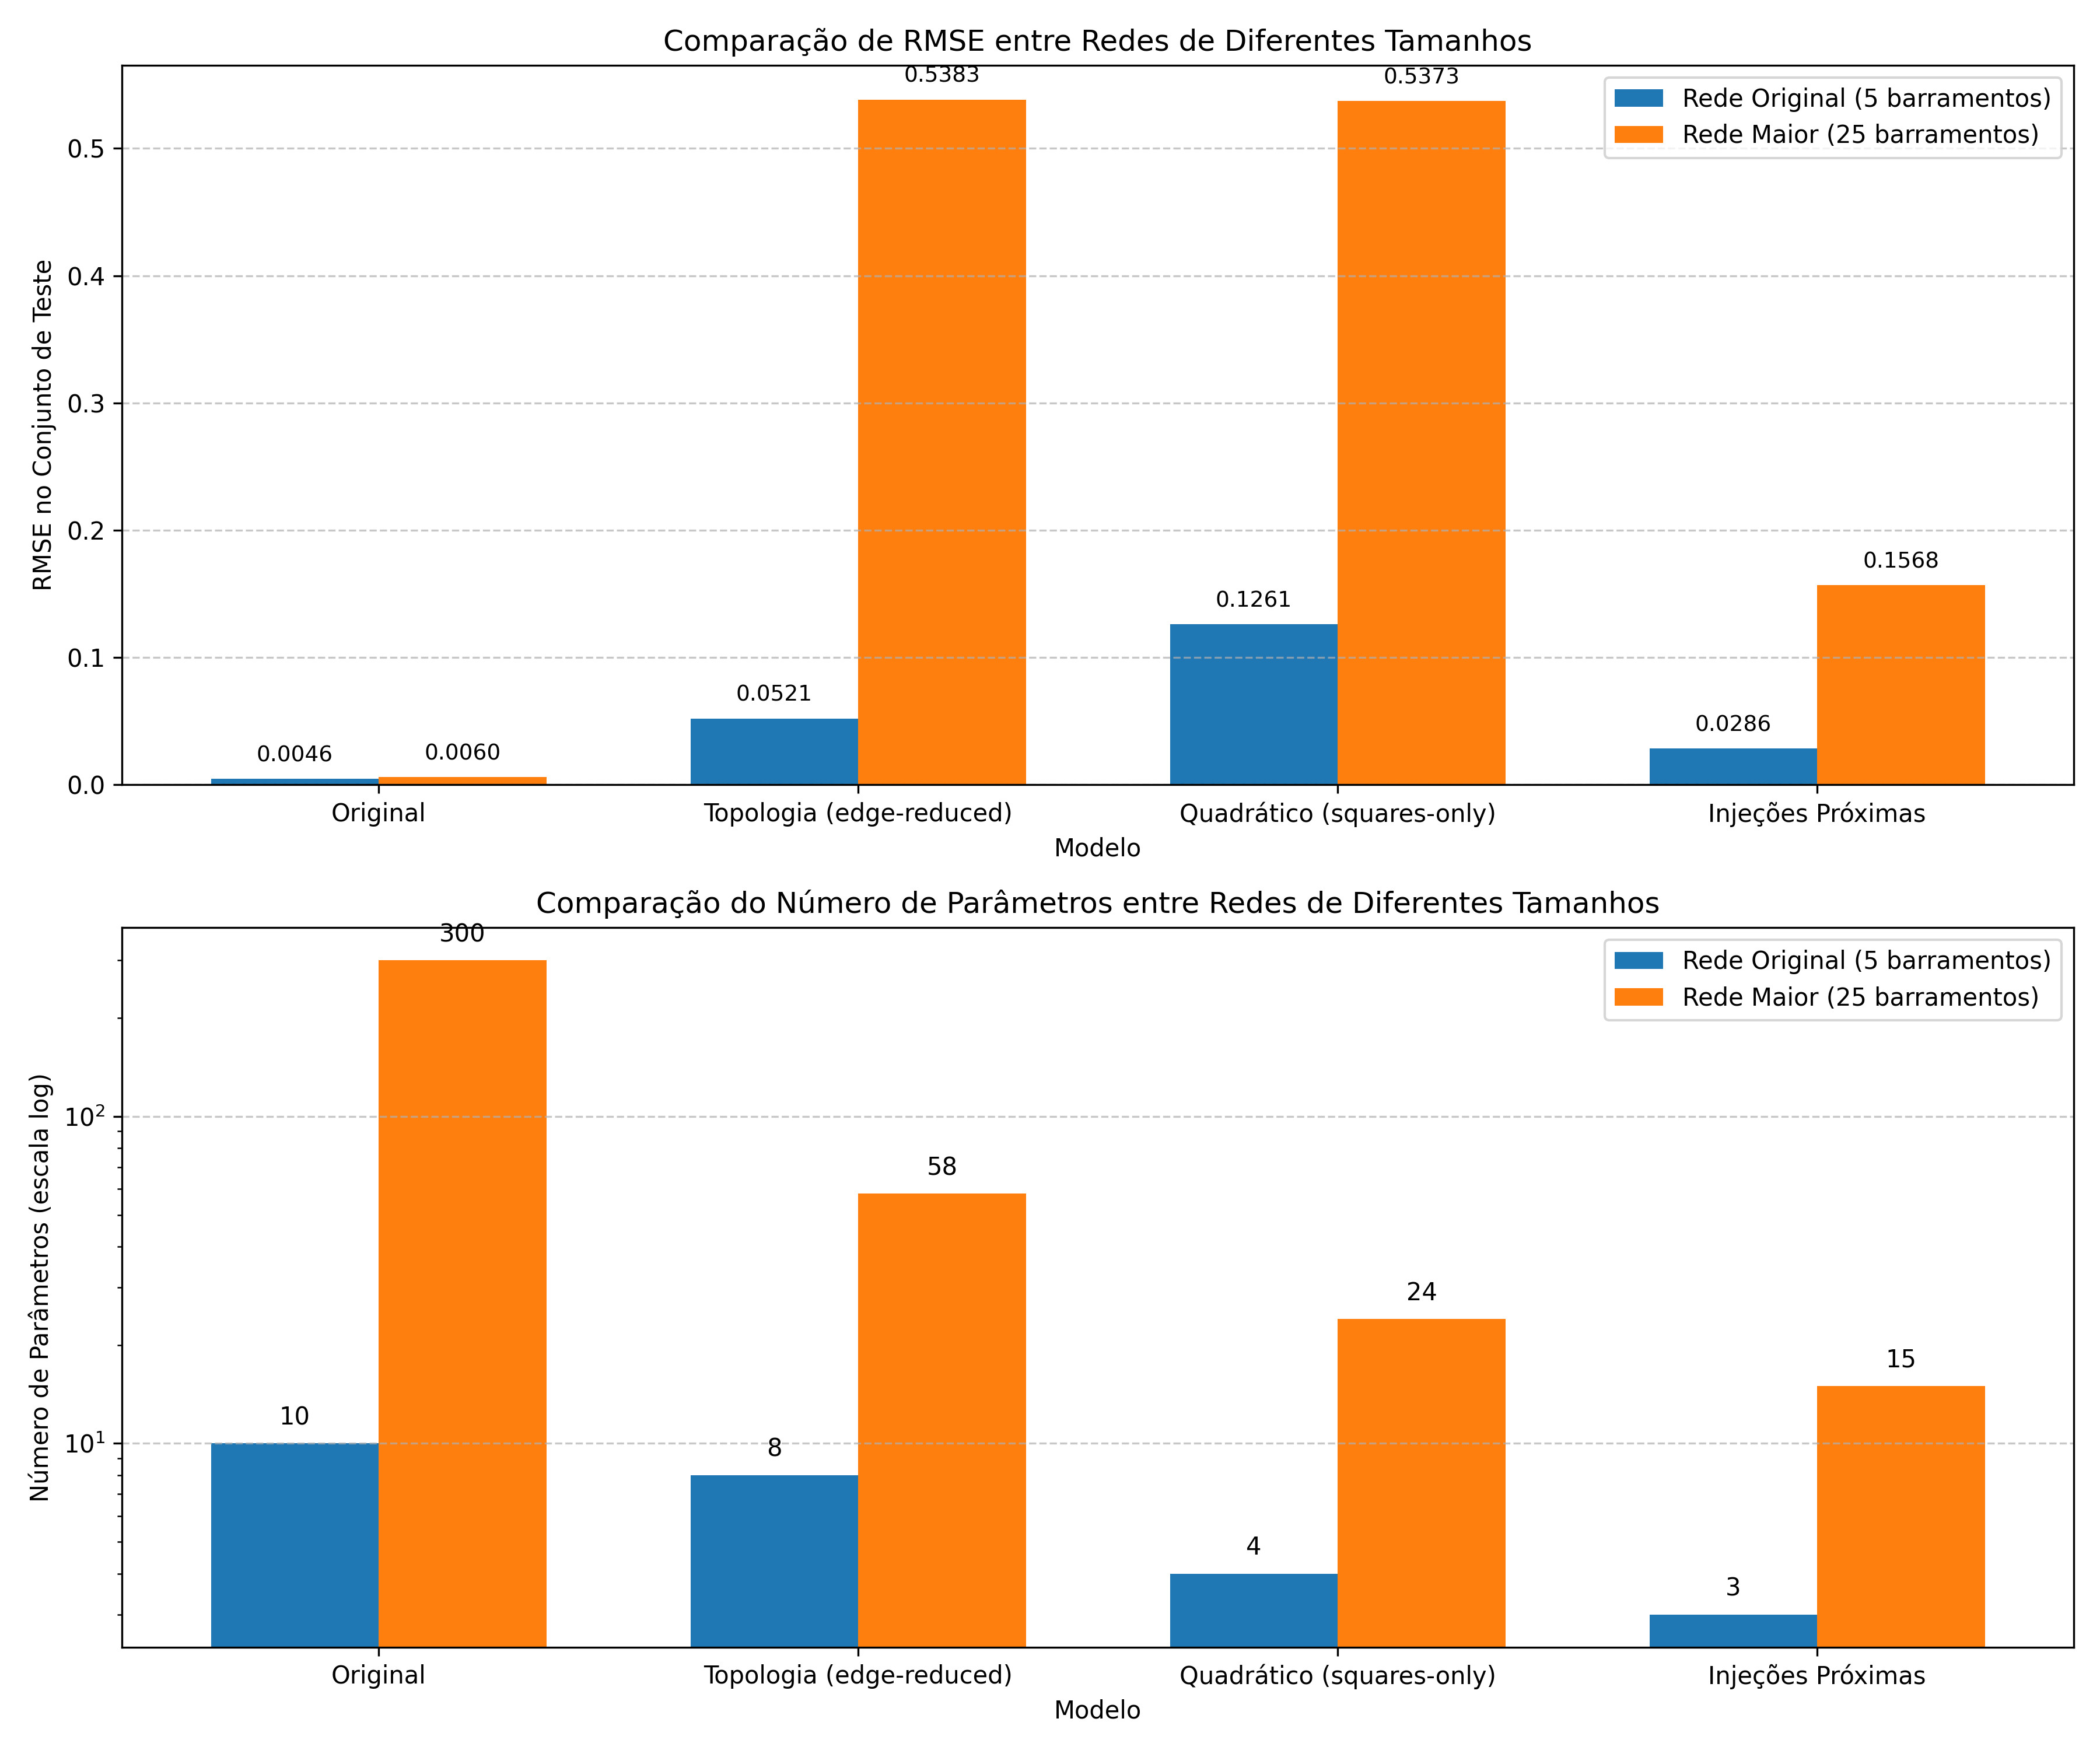 Comparação de RMSE entre Redes de Diferentes Tamanhos
RMSE no Conjunto de Teste
0.5
0.4
0.3
0.2
0.1
0.0
0.0046
0.0060
0.0521
0.5383
0.1261
0.5373
0.0286
0.1568
Rede Original (5 barramentos)
Rede Maior (25 barramentos)
Original
Topologia (edge-reduced)
Quadrático (squares-only)
Injeções Próximas
Modelo
Comparação do Número de Parâmetros entre Redes de Diferentes Tamanhos
Número de Parâmetros (escala log)
10²
10¹
10
300
8
58
4
24
3
15
Rede Original (5 barramentos)
Rede Maior (25 barramentos)
Original
Topologia (edge-reduced)
Quadrático (squares-only)
Injeções Próximas
Modelo